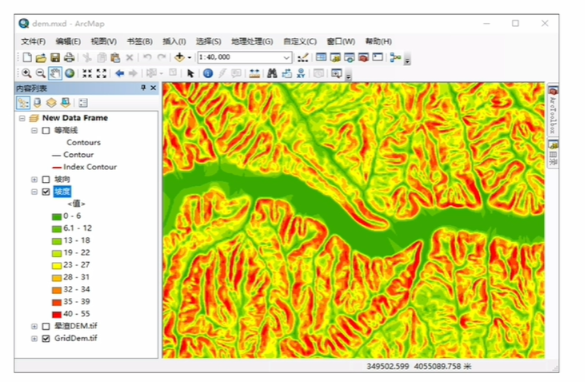 dem.mxd - ArcMap
文件(F) 编辑(E) 视图(V) 书签(B) 插入(I) 选择(S) 地理处理(G) 自定义(C) 窗口(W) 帮助(H)
1:40,000
内容列表
New Data Frame
等高线
Contours
Contour
Index Contour
坡向
坡度
<值>
0 - 6
6.1 - 12
13 - 18
19 - 22
23 - 27
28 - 31
32 - 34
35 - 39
40 - 55
晕渲DEM.tif
GridDem.tif
ArcToolbox
目录
349502.599 4055089.758 米